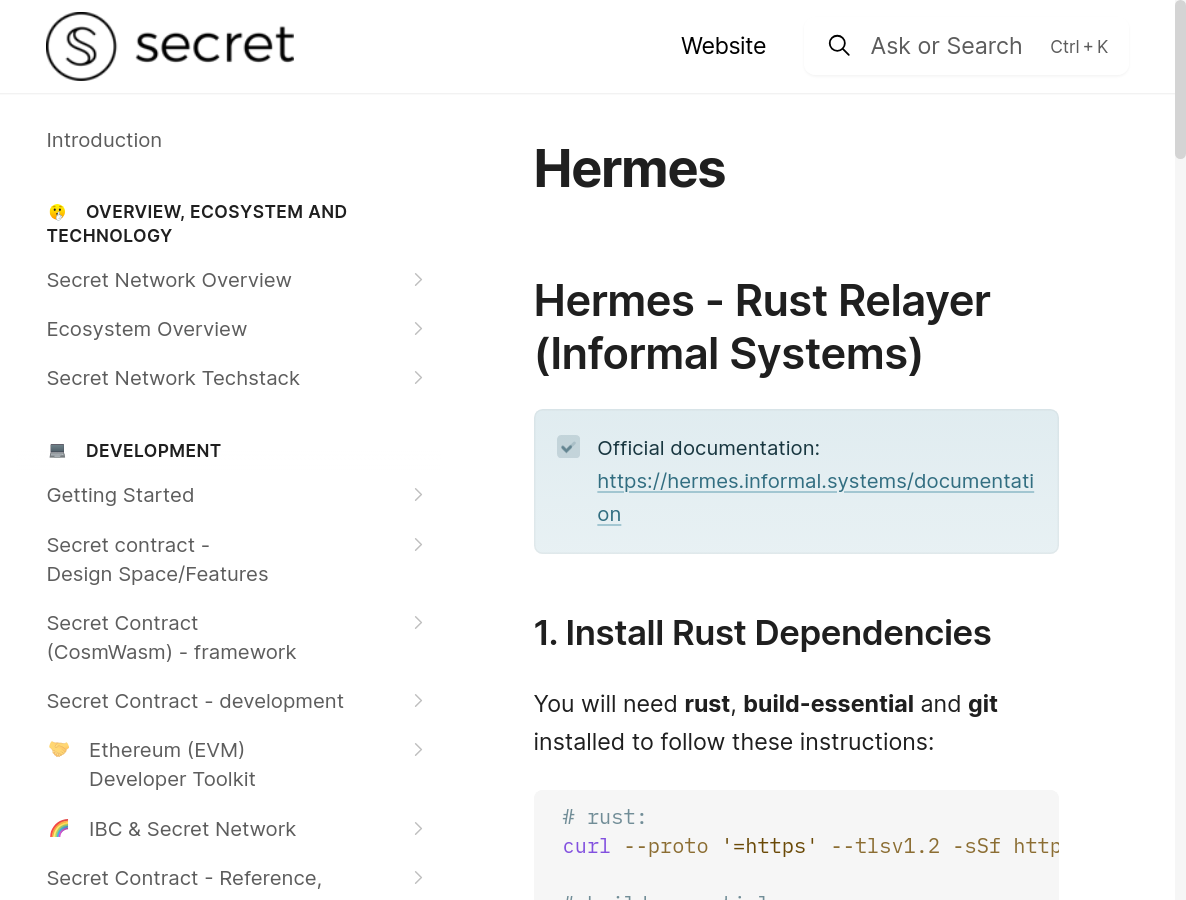 secret
Website
Ask or Search
Ctrl + K
Introduction
OVERVIEW, ECOSYSTEM AND
TECHNOLOGY
Secret Network Overview
Ecosystem Overview
Secret Network Techstack
DEVELOPMENT
Getting Started
Secret contract -
Design Space/Features
Secret Contract
(CosmWasm) - framework
Secret Contract - development
Ethereum (EVM)
Developer Toolkit
IBC & Secret Network
Secret Contract - Reference,
Hermes
Hermes - Rust Relayer
(Informal Systems)
Official documentation:
https://hermes.informal.systems/documentati
on
1. Install Rust Dependencies
You will need rust, build-essential and git
installed to follow these instructions:
# rust:
curl --proto '=https' --tlsv1.2 -sSf http